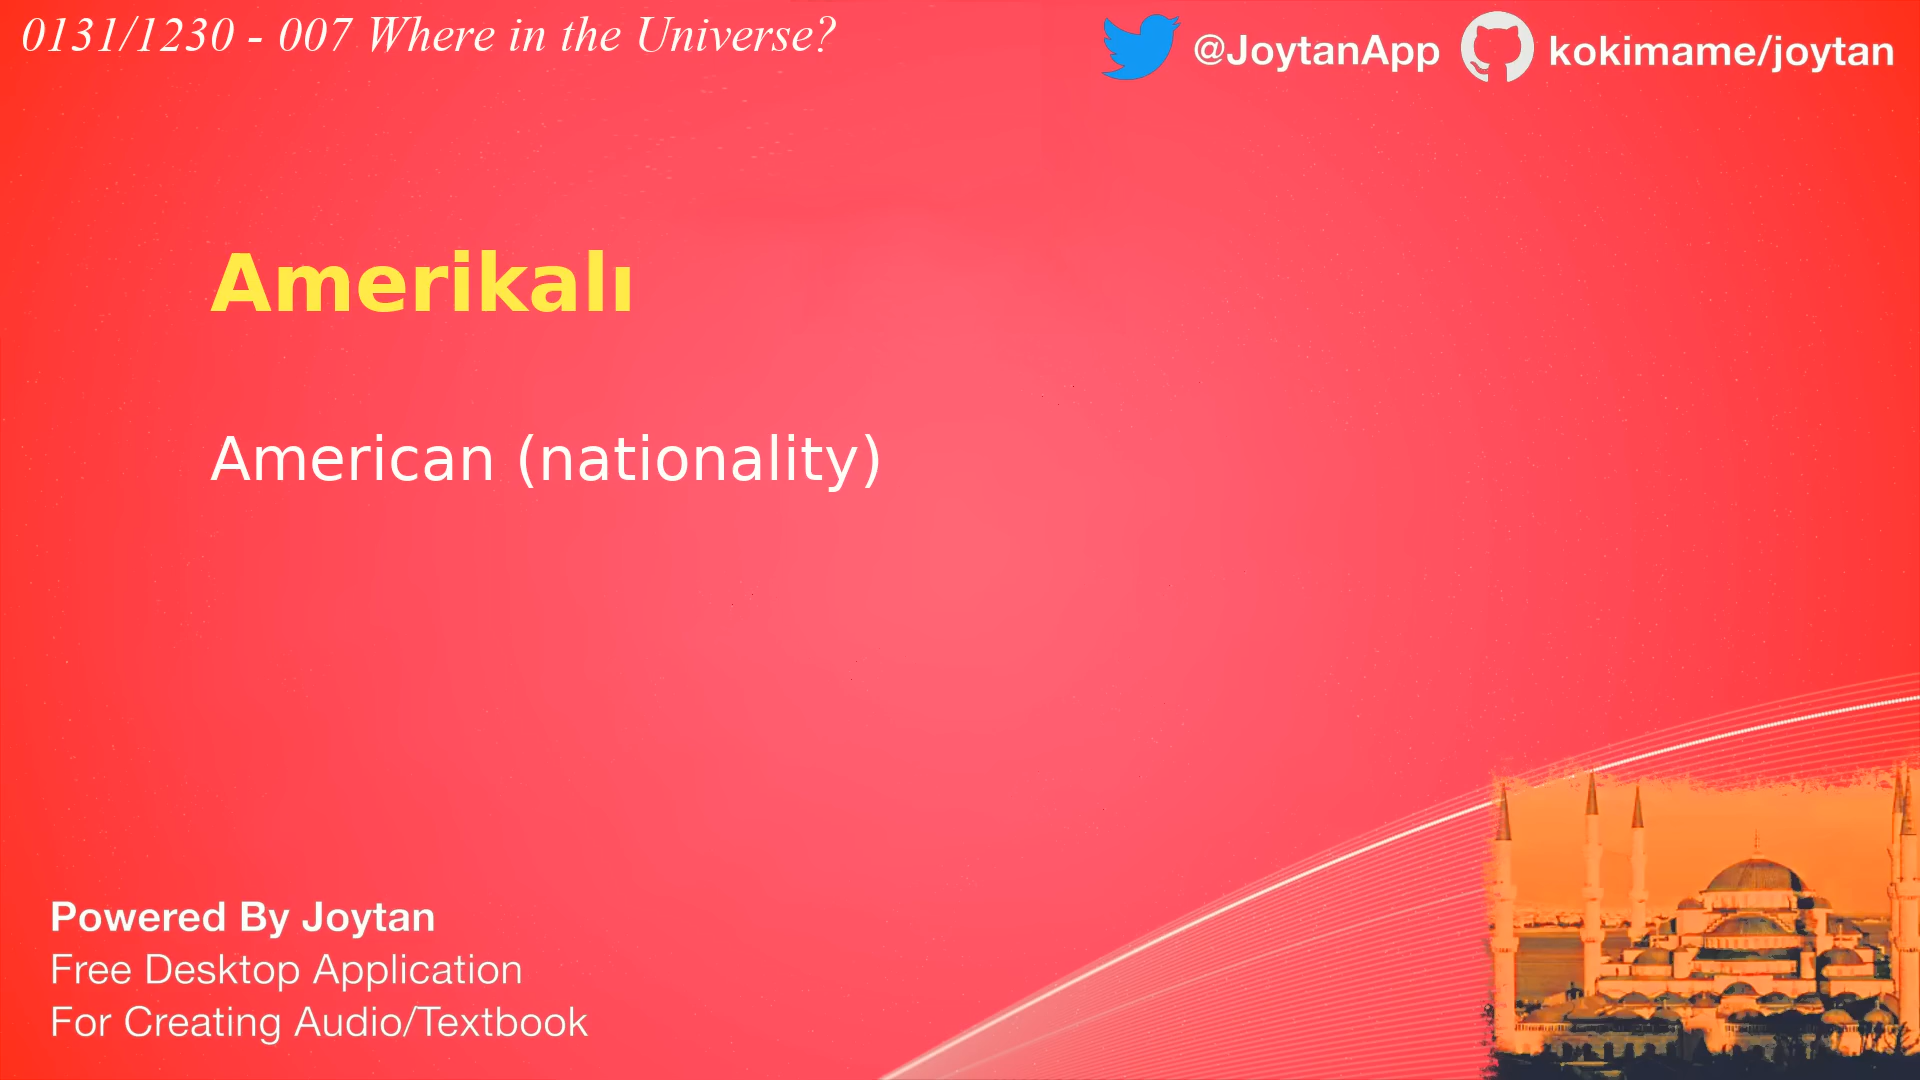 0131/1230 - 007 Where in the Universe?
@JoytanApp
kokimame/joytan
Amerikalı
American (nationality)
Powered By Joytan
Free Desktop Application
For Creating Audio/Textbook